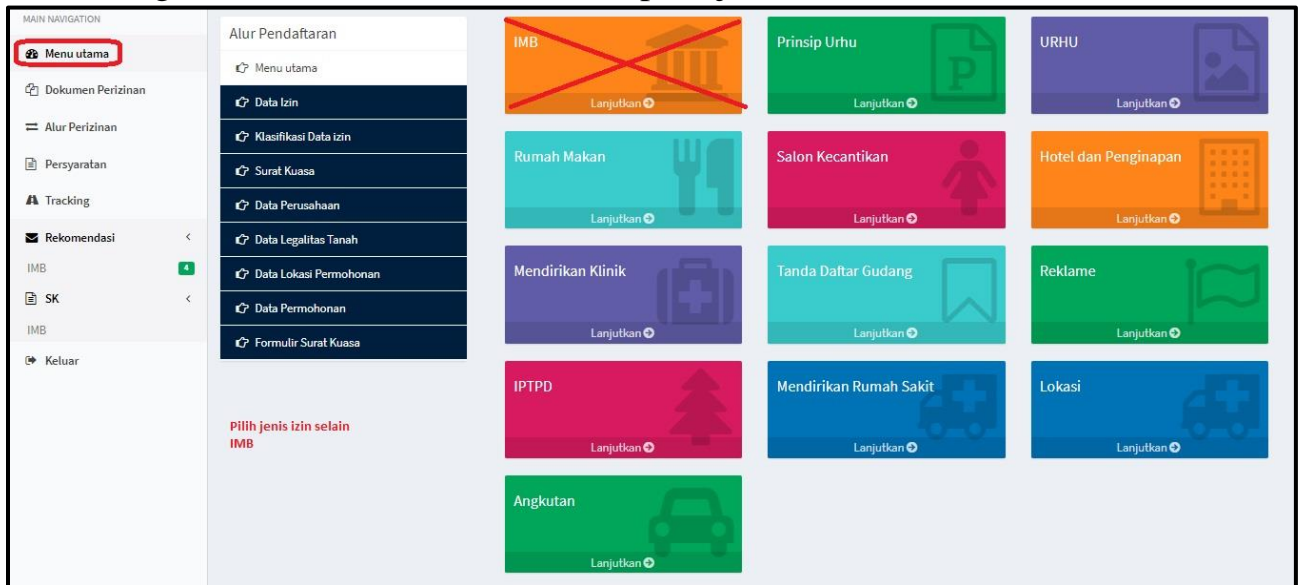 MAIN NAVIGATION
Menu utama
Dokumen Perizinan
Alur Perizinan
Persyaratan
Tracking
Rekomendasi
IMB 4
SK
IMB
Keluar
Alur Pendaftaran
Menu utama
Data Izin
Klasifikasi Data izin
Surat Kuasa
Data Perusahaan
Data Legalitas Tanah
Data Lokasi Permohonan
Data Permohonan
Formulir Surat Kuasa
Pilih jenis izin selain
IMB
IMB
Lanjutkan
Prinsip Urhu
P
Lanjutkan
URHU
Lanjutkan
Rumah Makan
Lanjutkan
Salon Kecantikan
Lanjutkan
Hotel dan Penginapan
Lanjutkan
Mendirikan Klinik
Lanjutkan
Tanda Daftar Gudang
Lanjutkan
Reklame
Lanjutkan
IPTPD
Lanjutkan
Mendirikan Rumah Sakit
Lanjutkan
Lokasi
Lanjutkan
Angkutan
Lanjutkan